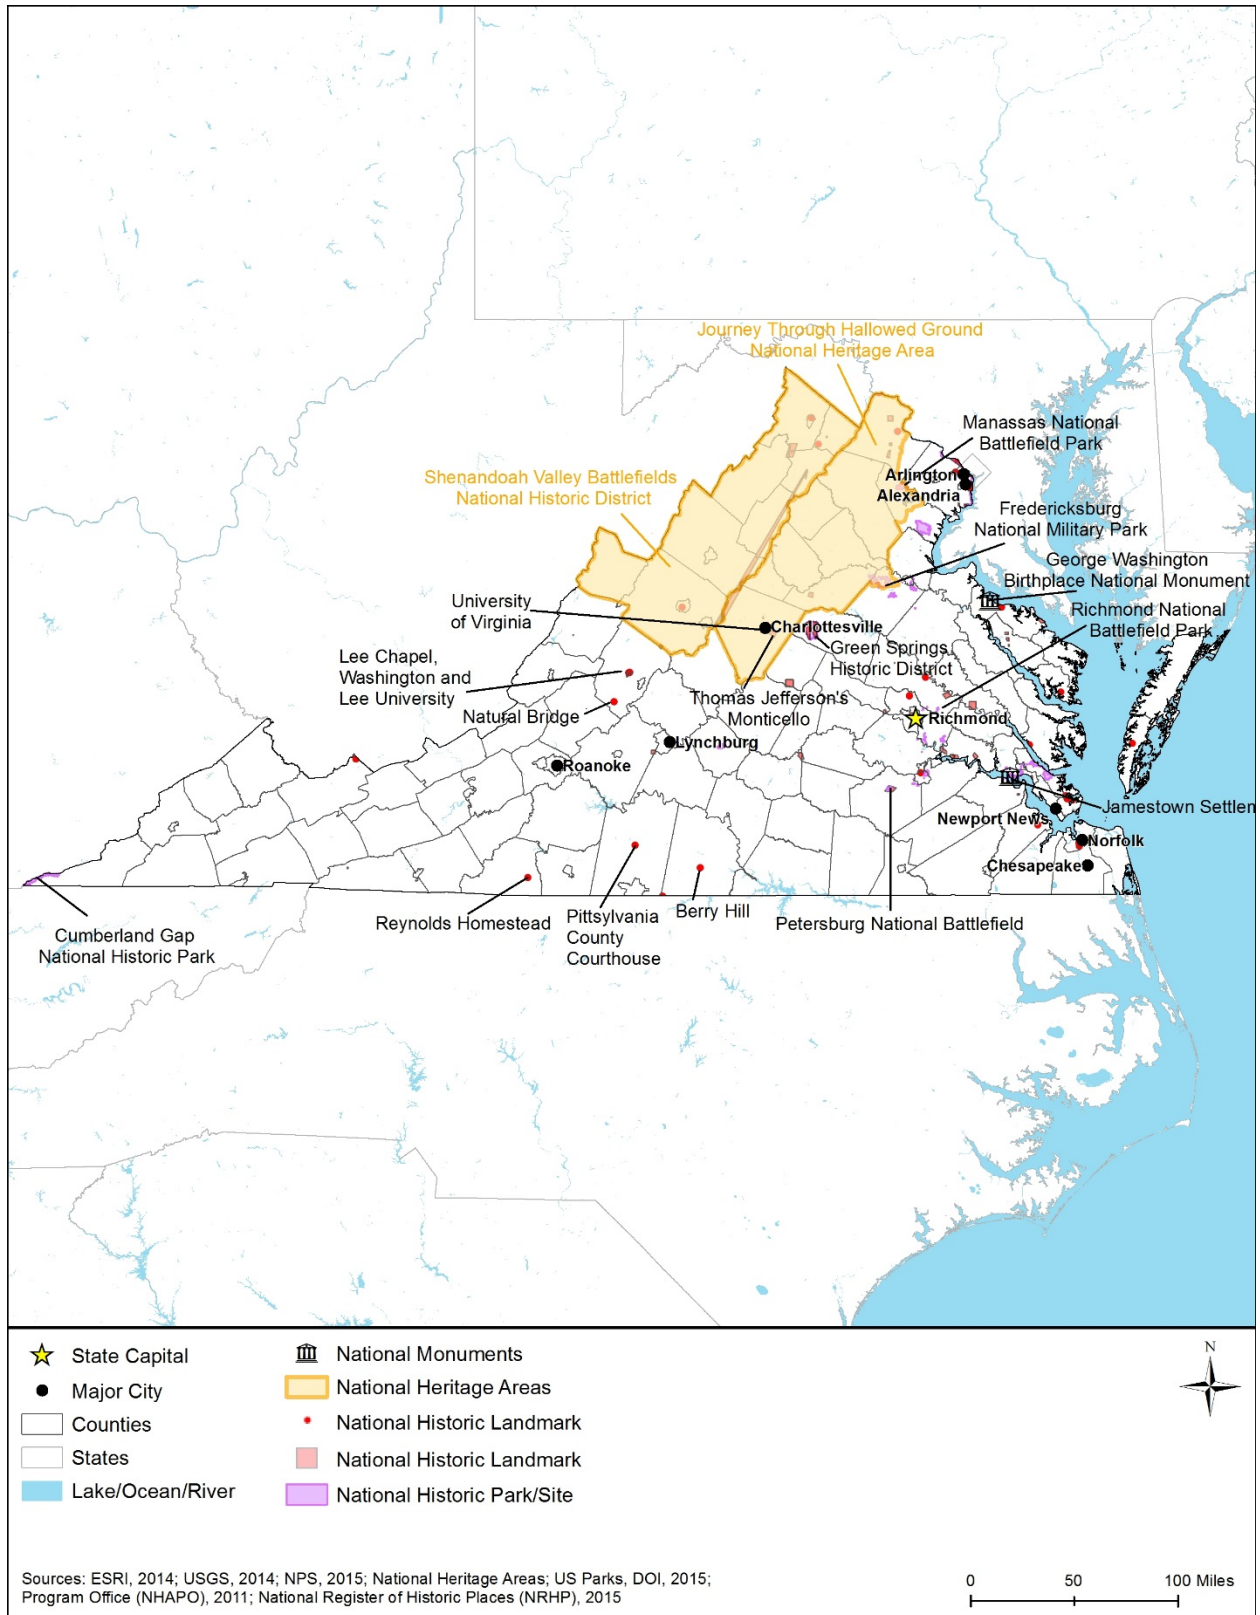 Journey Through Hallowed Ground
National Heritage Area
Manassas National
Battlefield Park
Shenandoah Valley Battlefields
National Historic District
Arlington
Alexandria
Fredericksburg
National Military Park
George Washington
Birthplace National Monument
University
of Virginia
Richmond National
Battlefield Park
Charlottesville
Green Springs
Historic District
Lee Chapel,
Washington and
Lee University
Thomas Jefferson's
Monticello
Natural Bridge
Richmond
Lynchburg
Roanoke
Jamestown Settlem
Newport News
Norfolk
Chesapeake
Reynolds Homestead
Pittsylvania
County
Courthouse
Berry Hill
Petersburg National Battlefield
Cumberland Gap
National Historic Park
State Capital
Major City
Counties
States
Lake/Ocean/River
National Monuments
National Heritage Areas
National Historic Landmark
National Historic Landmark
National Historic Park/Site
N
Sources: ESRI, 2014; USGS, 2014; NPS, 2015; National Heritage Areas; US Parks, DOI, 2015;
Program Office (NHAPO), 2011; National Register of Historic Places (NRHP), 2015
0 50 100 Miles